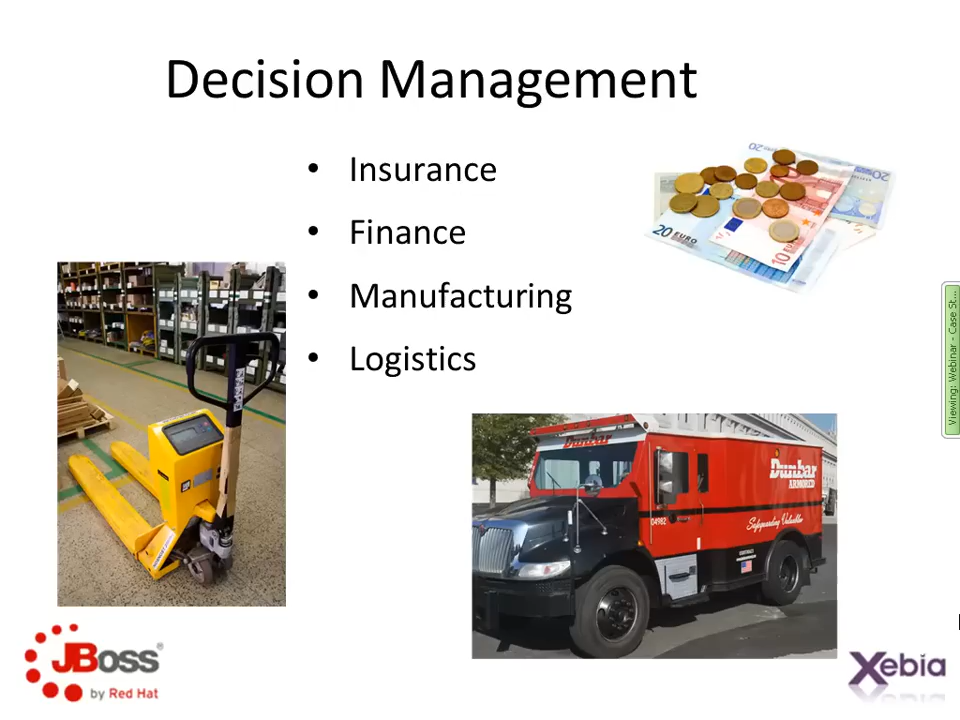 Decision Management
• Insurance
• Finance
• Manufacturing
• Logistics
20
20 EURO
10
Dunbar
Dunbar
ARMORED
04982
Safeguarding Valuables
Viewing: Webinar - Case St...
JBoss®
by Red Hat
Xebia